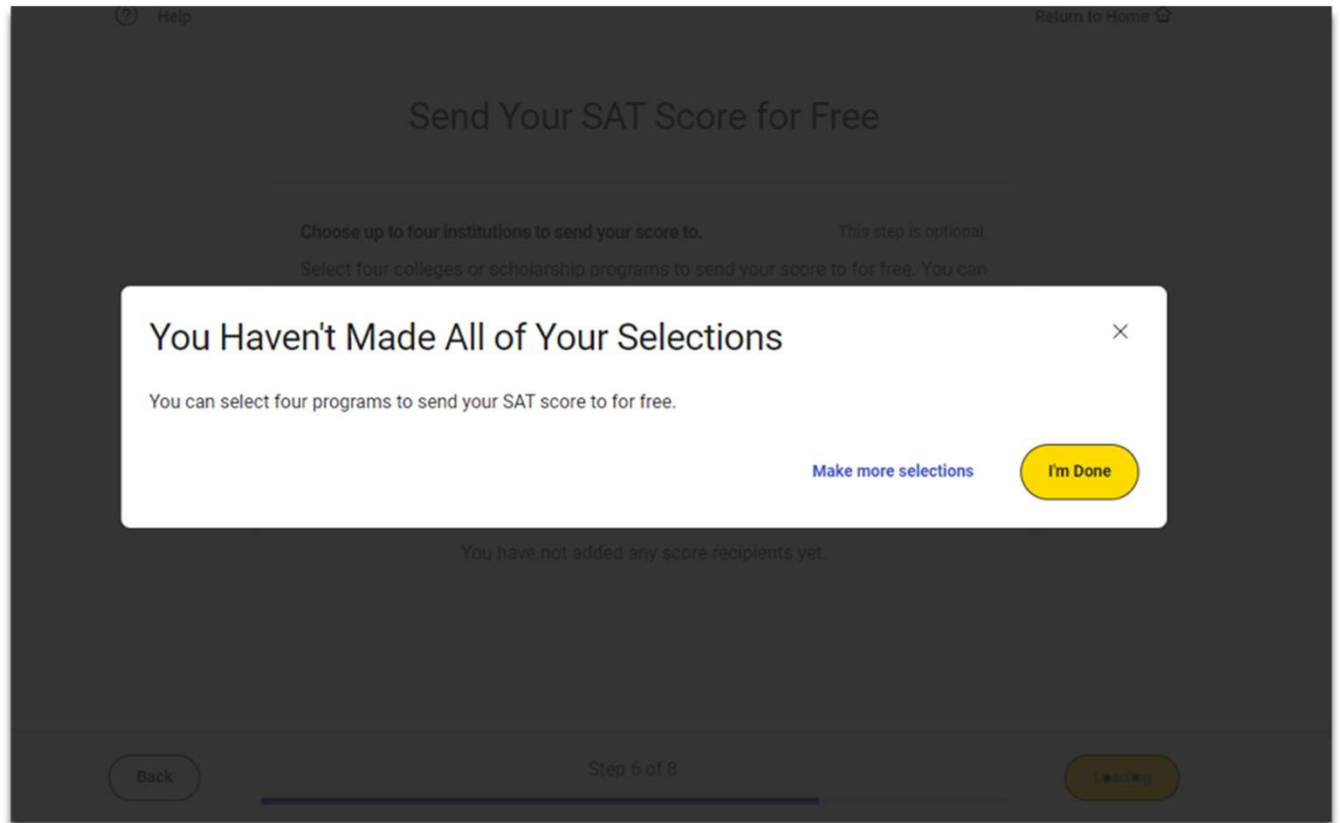 Help
Return to Home
Send Your SAT Score for Free
Choose up to four institutions to send your score to.
This step is optional.
Select four colleges or scholarship programs to send your score to for free. You can
You Haven't Made All of Your Selections
You can select four programs to send your SAT score to for free.
Make more selections
I'm Done
You have not added any score recipients yet.
Back
Step 6 of 8
Loading